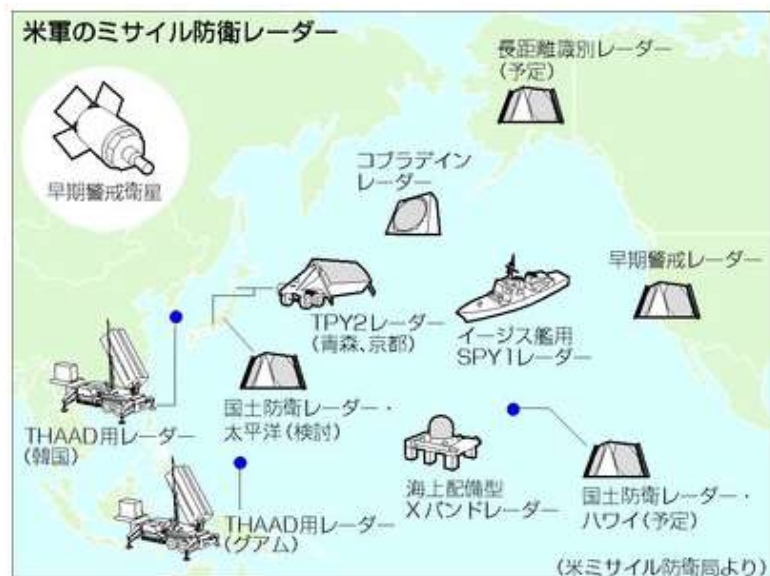 米軍のミサイル防衛レーダー
長距離識別レーダー
(予定)
早期警戒衛星
コブラデイン
レーダー
早期警戒レーダー
TPY2レーダー
(青森、京都)
イージス艦用
SPY1レーダー
THAAD用レーダー
(韓国)
国土防衛レーダー・
太平洋(検討)
海上配備型
Xバンドレーダー
国土防衛レーダー・
ハワイ(予定)
THAAD用レーダー
(グアム)
(米ミサイル防衛局より)